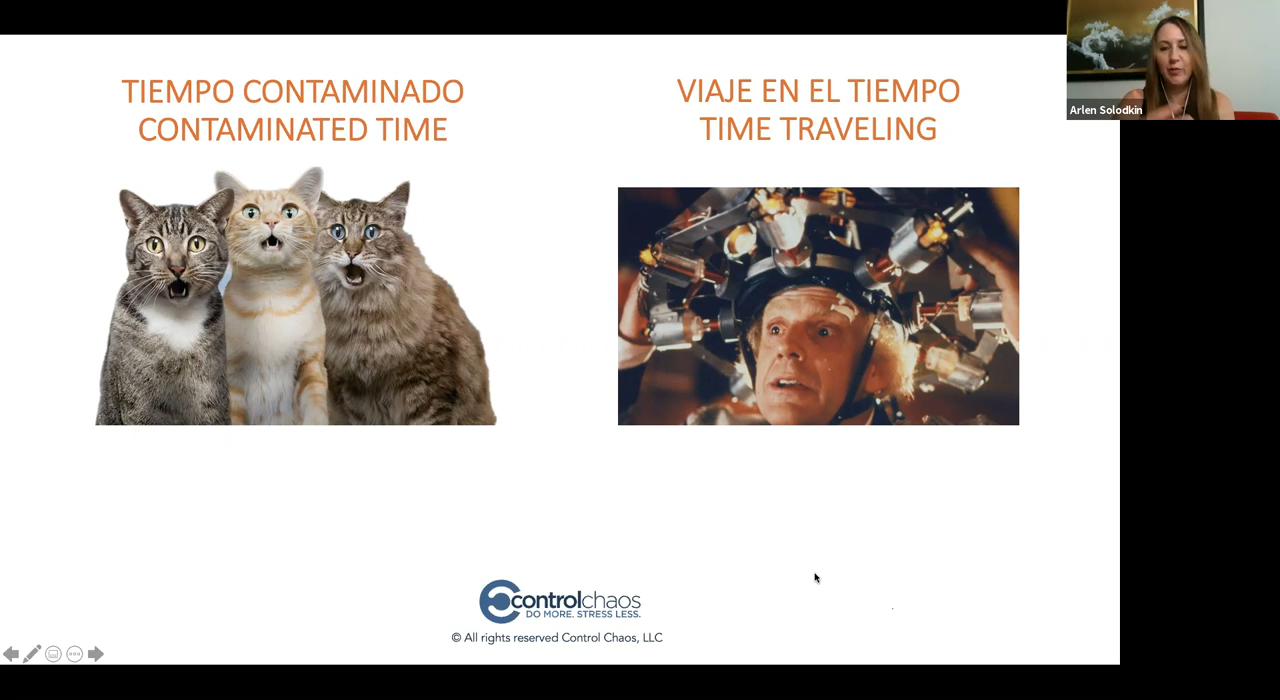 TIEMPO CONTAMINADO
CONTAMINATED TIME
VIAJE EN EL TIEMPO
TIME TRAVELING
Arlen Solodkin
controlchaos
DO MORE. STRESS LESS.
© All rights reserved Control Chaos, LLC